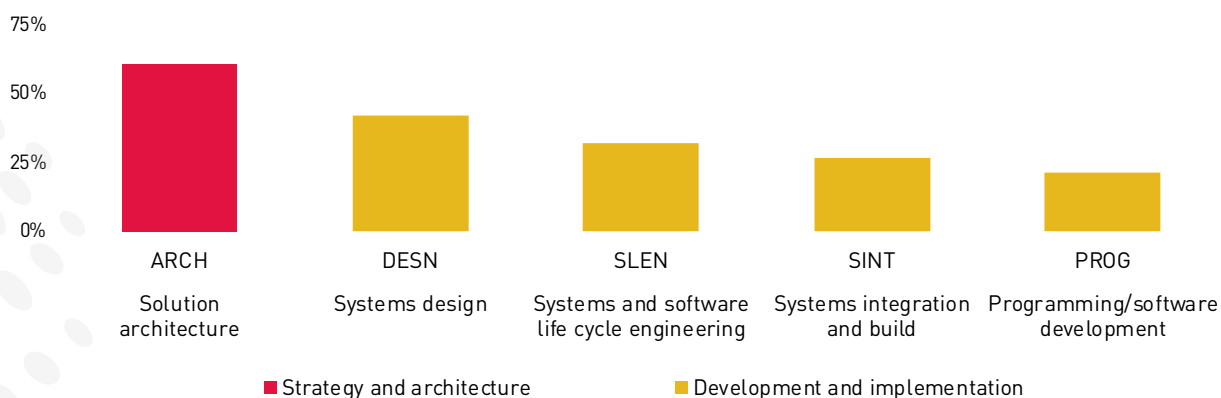 75%
50%
25%
0%
ARCH
DESN
SLEN
SINT
PROG
Solution
architecture
Systems design
Systems and software
life cycle engineering
Systems integration
and build
Programming/software
development
Strategy and architecture
Development and implementation